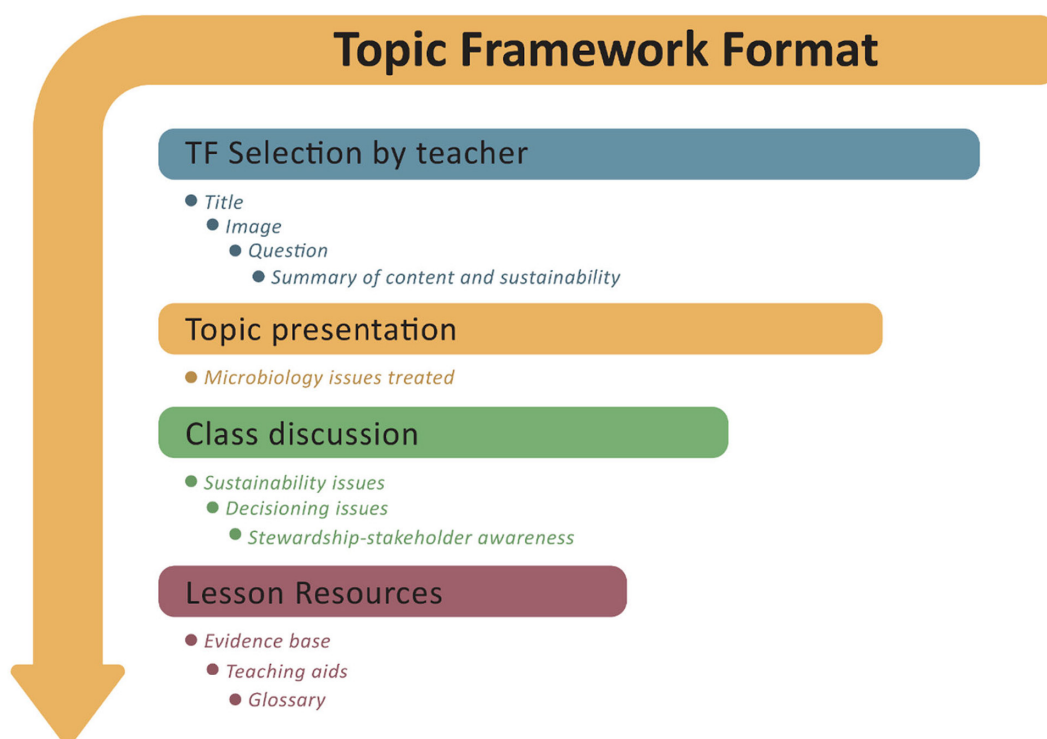 Topic Framework Format
TF Selection by teacher
Title
Image
Question
Summary of content and sustainability
Topic presentation
Microbiology issues treated
Class discussion
Sustainability issues
Decisioning issues
Stewardship-stakeholder awareness
Lesson Resources
Evidence base
Teaching aids
Glossary